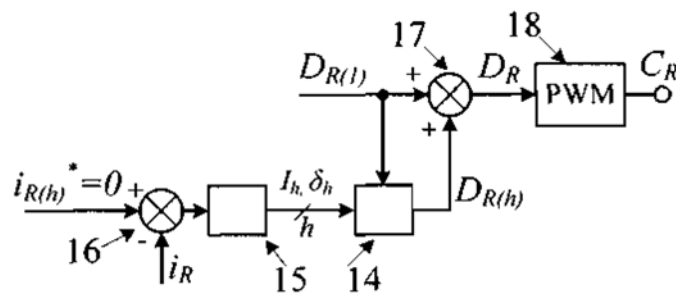 17
18
D_R(1)
+
D_R
PWM
C_R
+
i_R(h)*=0
+
I_h, δ_h
D_R(h)
h
16
-
i_R
15
14